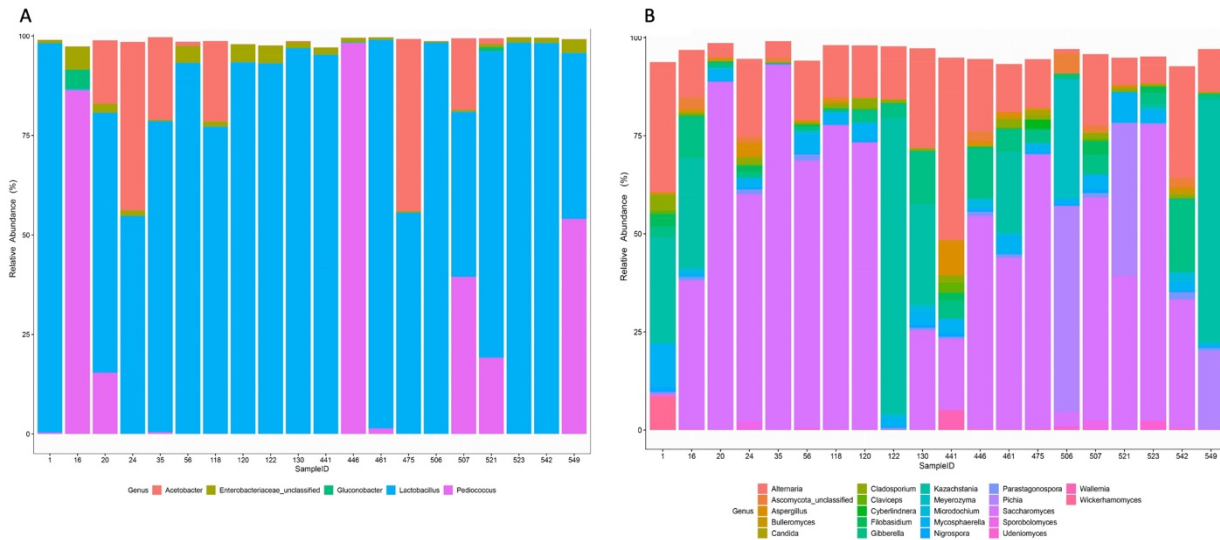 A
100
75
50
25
0
Relative Abundance (%)
1 16 20 24 35 56 118 120 122 130 441 446 461 475 506 507 521 523 542 549
SampleID
Genus Acetobacter Enterobacteriaceae_unclassified Gluconobacter Lactobacillus Pediococcus
B
100
75
50
25
0
Relative Abundance (%)
1 16 20 24 35 56 118 120 122 130 441 446 461 475 506 507 521 523 542 549
SampleID
Genus
Alternaria Cladosporium Kazachstania Parastagonospora Wallemia
Ascomycota_unclassified Claviceps Meyerozyma Pichia Wickerhamomyces
Aspergillus Cyberlindnera Microdochium Saccharomyces
Bulleromyces Filobasidium Mycosphaerella Sporobolomyces
Candida Gibberella Nigrospora Udeniomyces